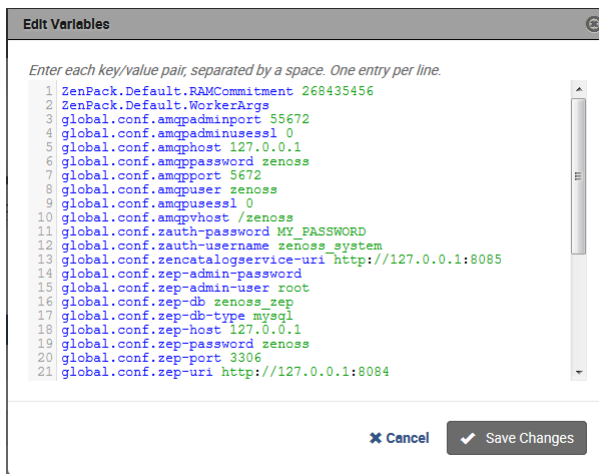 Edit Variables
Enter each key/value pair, separated by a space. One entry per line.
1 ZenPack.Default.RAMCommitment 268435456
2 ZenPack.Default.WorkerArgs
3 global.conf.amqpadminport 55672
4 global.conf.amqpadminusessl 0
5 global.conf.amqphost 127.0.0.1
6 global.conf.amqppassword zenoss
7 global.conf.amqpport 5672
8 global.conf.amqpuser zenoss
9 global.conf.amqpusessl 0
10 global.conf.amqpvhost /zenoss
11 global.conf.zauth-password MY_PASSWORD
12 global.conf.zauth-username zenoss_system
13 global.conf.zencatalogservice-uri http://127.0.0.1:8085
14 global.conf.zep-admin-password
15 global.conf.zep-admin-user root
16 global.conf.zep-db zenoss_zep
17 global.conf.zep-db-type mysql
18 global.conf.zep-host 127.0.0.1
19 global.conf.zep-password zenoss
20 global.conf.zep-port 3306
21 global.conf.zep-uri http://127.0.0.1:8084
Cancel
Save Changes